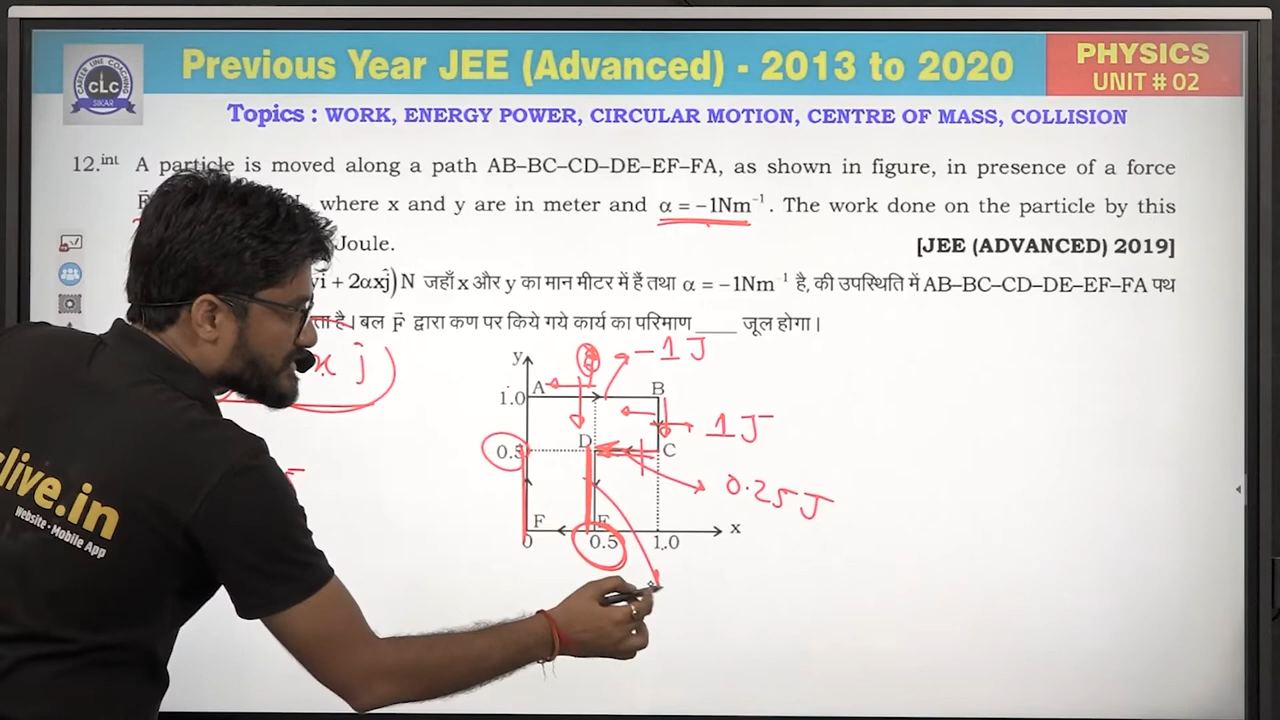 Previous Year JEE (Advanced) - 2013 to 2020
PHYSICS
UNIT # 02
CLC
SIKAR
Topics : WORK, ENERGY POWER, CIRCULAR MOTION, CENTRE OF MASS, COLLISION
12.int A particle is moved along a path AB–BC–CD–DE–EF–FA, as shown in figure, in presence of a force
where x and y are in meter and α = –1Nm⁻¹. The work done on the particle by this
Joule. [JEE (ADVANCED) 2019]
+ 2αxĵ) N जहाँ x और y का मान मीटर में हैं तथा α = –1Nm⁻¹ है, की उपस्थिति में AB–BC–CD–DE–EF–FA पथ
ता है। बल F⃗ द्वारा कण पर किये गये कार्य का परिमाण ____ जूल होगा।
x j)
y
-1 J
A
B
1.0
1 J
D
0.5
C
0.25 J
F
E
x
0
0.5
1.0
live.in
Website • Mobile App